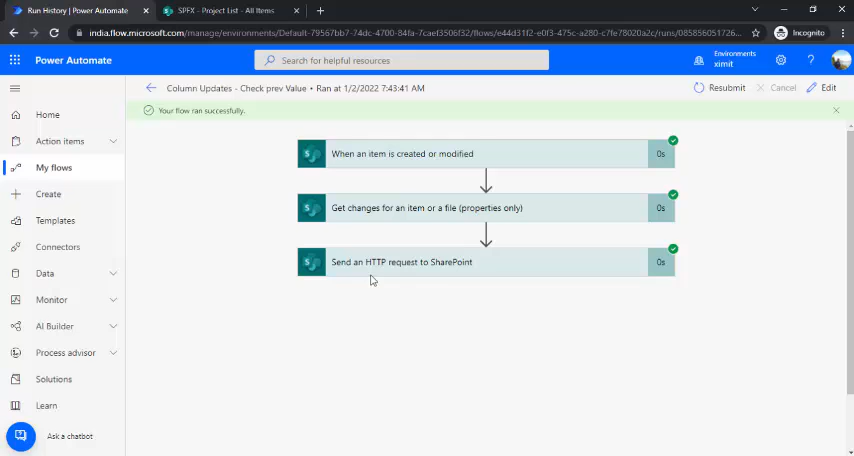 Run History | Power Automate
SPFX - Project List - All Items
india.flow.microsoft.com/manage/environments/Default-79567bb7-74dc-4700-84fa-7caef3506f32/flows/e44d31f2-e0f3-475c-a280-c7fe78020a2c/runs/085856051726...
Incognito
Power Automate
Search for helpful resources
Environments
ximit
Column Updates - Check prev Value • Ran at 1/2/2022 7:43:41 AM
Resubmit
Cancel
Edit
Your flow ran successfully.
Home
Action items
My flows
Create
Templates
Connectors
Data
Monitor
AI Builder
Process advisor
Solutions
Learn
Ask a chatbot
When an item is created or modified
0s
Get changes for an item or a file (properties only)
0s
Send an HTTP request to SharePoint
0s